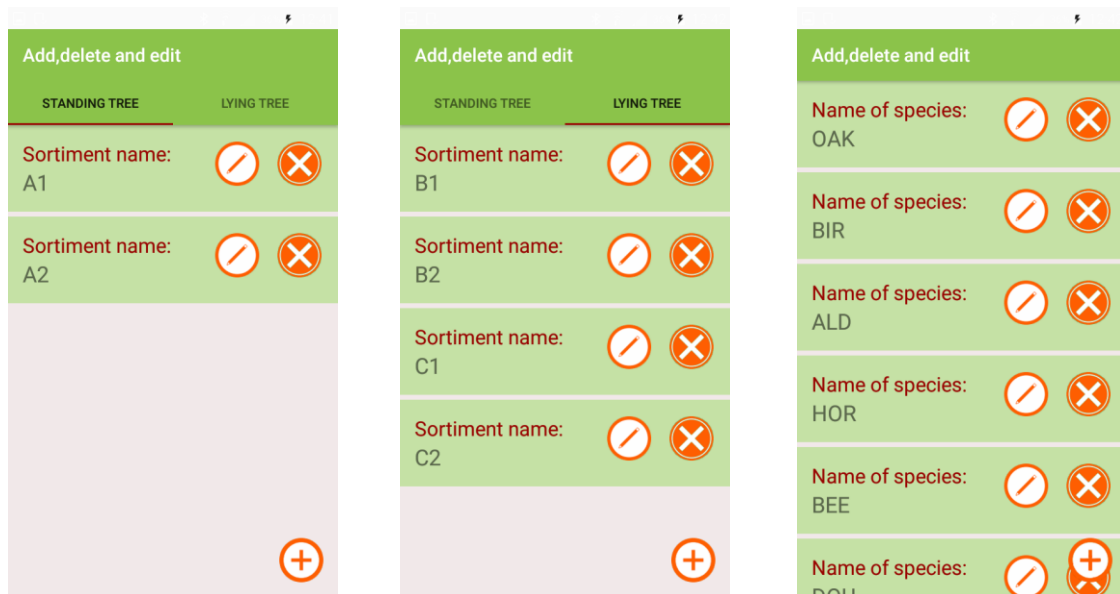 Add,delete and edit
STANDING TREE LYING TREE
Sortiment name:
A1
Sortiment name:
A2
Add,delete and edit
STANDING TREE LYING TREE
Sortiment name:
B1
Sortiment name:
B2
Sortiment name:
C1
Sortiment name:
C2
Add,delete and edit
Name of species:
OAK
Name of species:
BIR
Name of species:
ALD
Name of species:
HOR
Name of species:
BEE
Name of species: